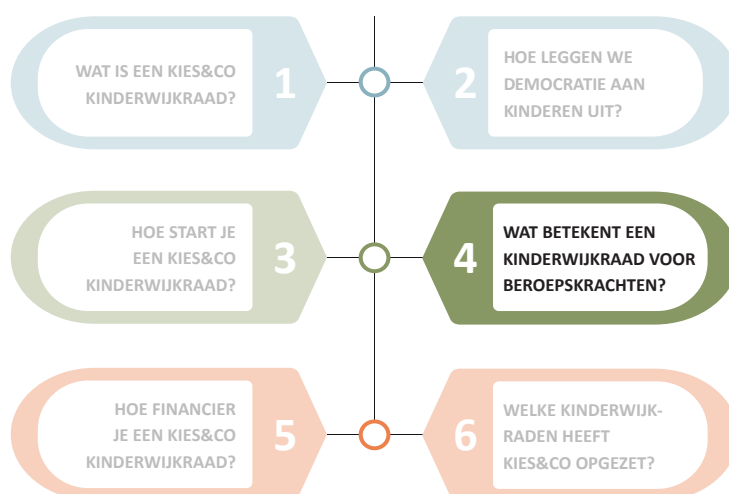 WAT IS EEN KIES&CO
KINDERWIJKRAAD?
1
2
HOE LEGGEN WE
DEMOCRATIE AAN
KINDEREN UIT?
HOE START JE
EEN KIES&CO
KINDERWIJKRAAD?
3
4
WAT BETEKENT EEN
KINDERWIJKRAAD VOOR
BEROEPSKRACHTEN?
HOE FINANCIER
JE EEN KIES&CO
KINDERWIJKRAAD?
5
6
WELKE KINDERWIJK-
RADEN HEEFT
KIES&CO OPGEZET?